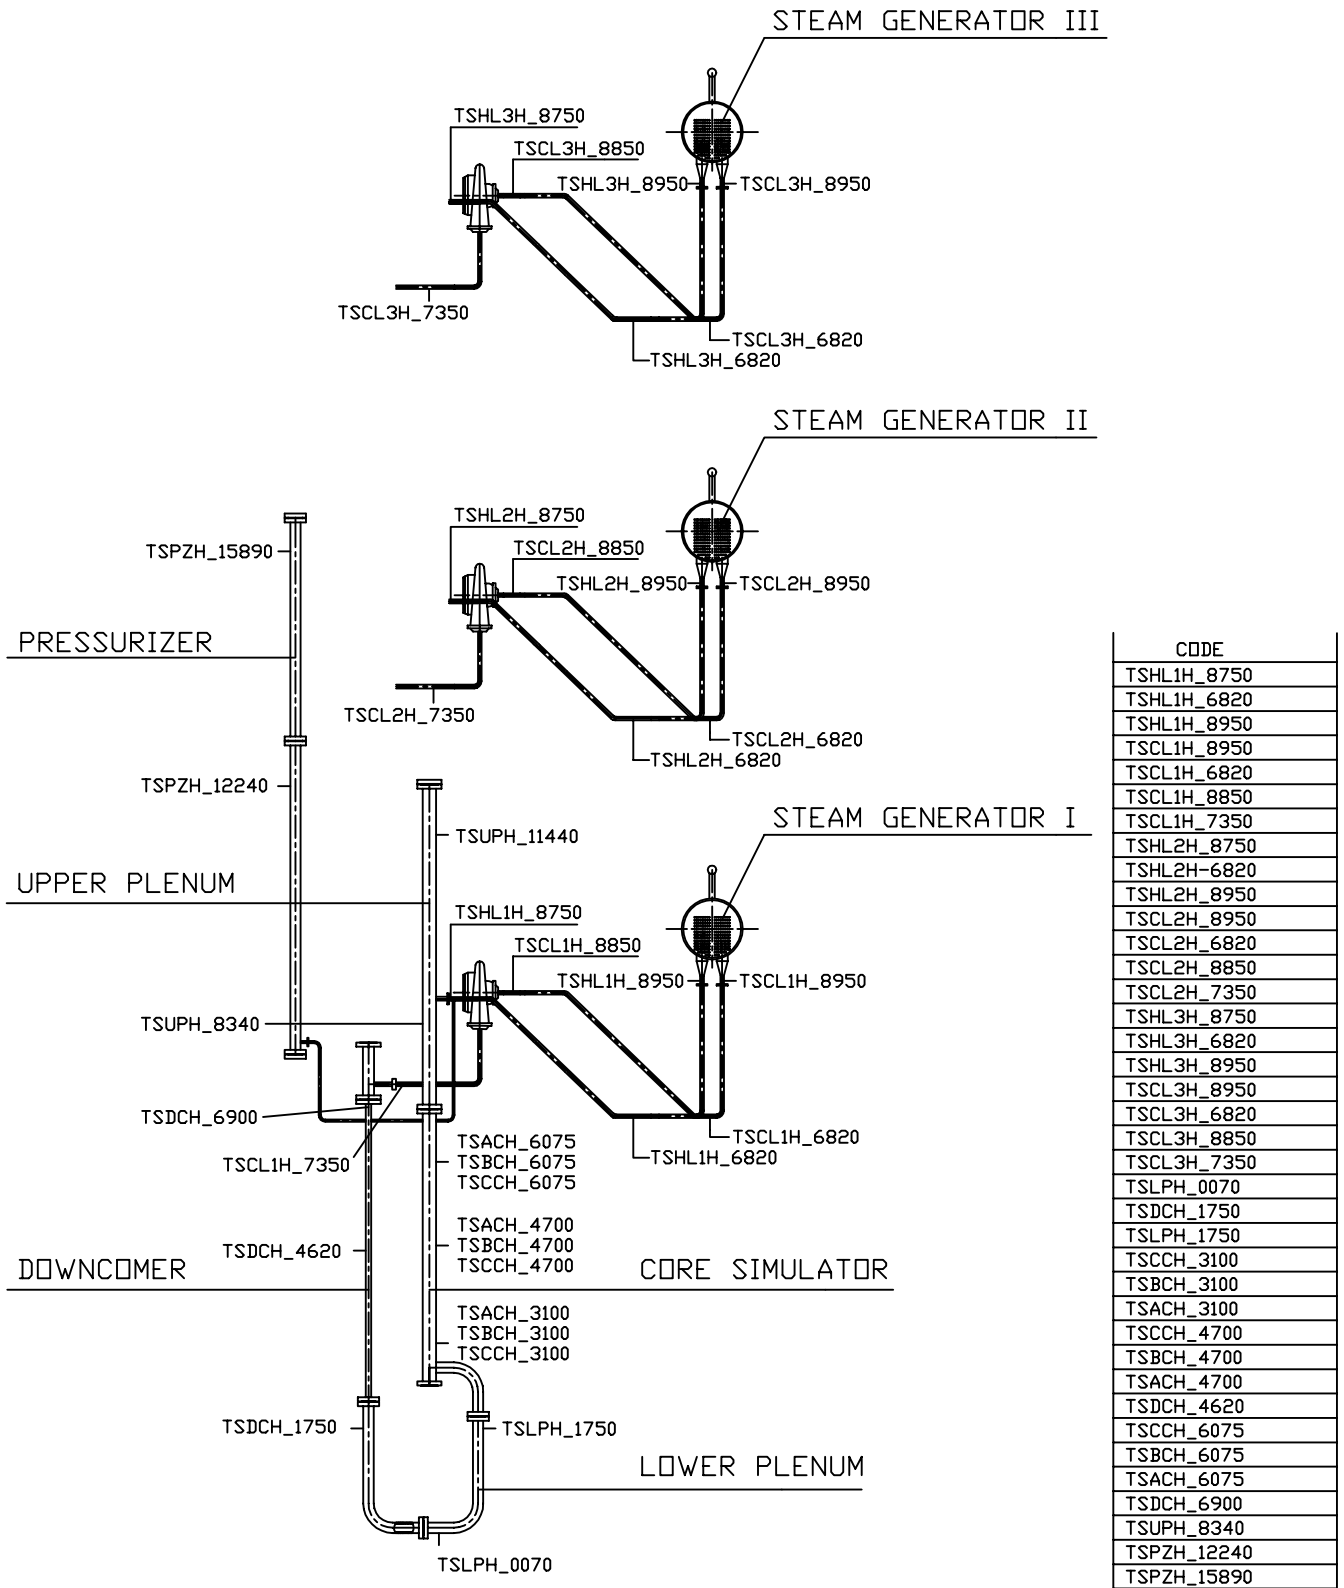 STEAM GENERATOR III
TSHL3H_8750
TSCL3H_8850
TSHL3H_8950
TSCL3H_8950
TSCL3H_7350
TSCL3H_6820
TSHL3H_6820
STEAM GENERATOR II
TSHL2H_8750
TSCL2H_8850
TSHL2H_8950
TSCL2H_8950
TSPZH_15890
PRESSURIZER
TSCL2H_7350
TSCL2H_6820
TSHL2H_6820
TSPZH_12240
STEAM GENERATOR I
TSUPH_11440
UPPER PLENUM
TSHL1H_8750
TSCL1H_8850
TSHL1H_8950
TSCL1H_8950
TSUPH_8340
TSDCH_6900
TSCL1H_7350
TSCL1H_6820
TSHL1H_6820
TSACH_6075
TSBCH_6075
TSCCH_6075
TSACH_4700
TSBCH_4700
TSCCH_4700
TSDCH_4620
DOWNCOMER
CORE SIMULATOR
TSACH_3100
TSBCH_3100
TSCCH_3100
TSDCH_1750
TSLPH_1750
LOWER PLENUM
TSLPH_0070
CODE
TSHL1H_8750
TSHL1H_6820
TSHL1H_8950
TSCL1H_8950
TSCL1H_6820
TSCL1H_8850
TSCL1H_7350
TSHL2H_8750
TSHL2H-6820
TSHL2H_8950
TSCL2H_8950
TSCL2H_6820
TSCL2H_8850
TSCL2H_7350
TSHL3H_8750
TSHL3H_6820
TSHL3H_8950
TSCL3H_8950
TSCL3H_6820
TSCL3H_8850
TSCL3H_7350
TSLPH_0070
TSDCH_1750
TSLPH_1750
TSCCH_3100
TSBCH_3100
TSACH_3100
TSCCH_4700
TSBCH_4700
TSACH_4700
TSDCH_4620
TSCCH_6075
TSBCH_6075
TSACH_6075
TSDCH_6900
TSUPH_8340
TSPZH_12240
TSPZH_15890